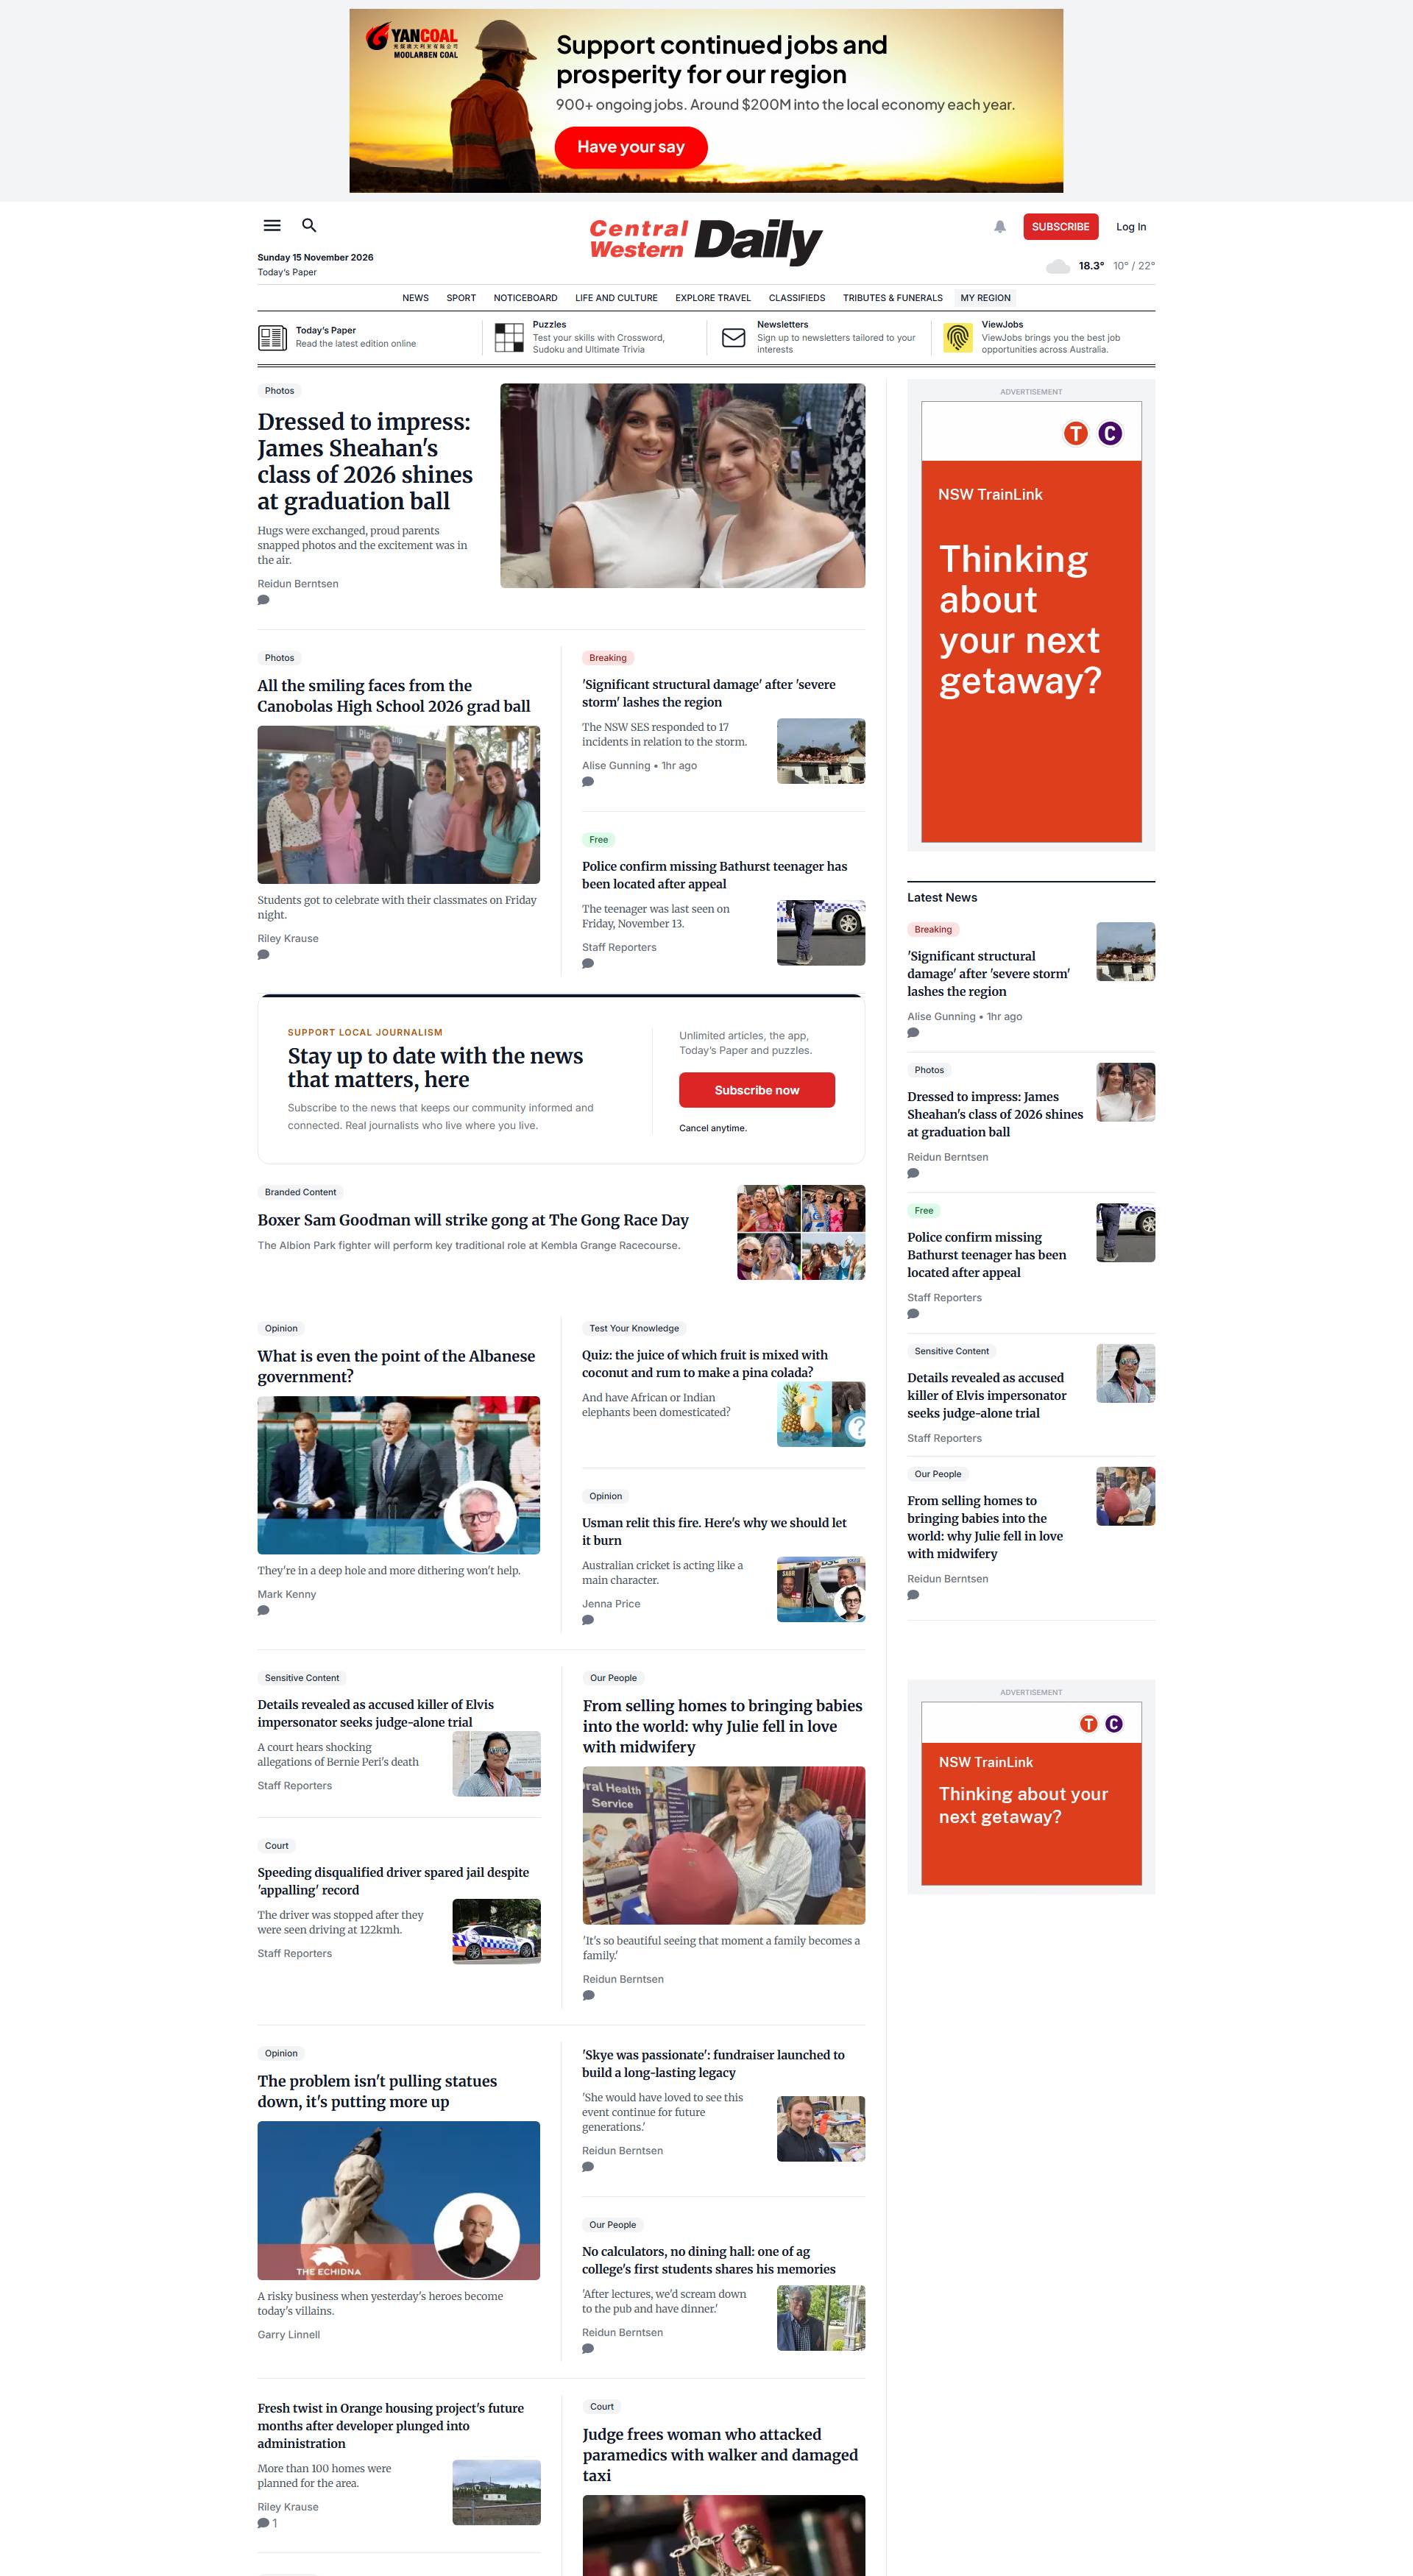 YANCOAL
MOOLARBEN COAL
Support continued jobs and
prosperity for our region
900+ ongoing jobs. Around $200M into the local economy each year.
Have your say
Central
Western Daily
SUBSCRIBE
Log In
Sunday 15 November 2026
Today's Paper
18.3° 10° / 22°
NEWS SPORT NOTICEBOARD LIFE AND CULTURE EXPLORE TRAVEL CLASSIFIEDS TRIBUTES & FUNERALS MY REGION
Today's Paper
Read the latest edition online
Puzzles
Test your skills with Crossword,
Sudoku and Ultimate Trivia
Newsletters
Sign up to newsletters tailored to your
interests
ViewJobs
ViewJobs brings you the best job
opportunities across Australia.
Photos
Dressed to impress:
James Sheahan's
class of 2026 shines
at graduation ball
Hugs were exchanged, proud parents
snapped photos and the excitement was in
the air.
Reidun Berntsen
Photos
All the smiling faces from the
Canobolas High School 2026 grad ball
Students got to celebrate with their classmates on Friday
night.
Riley Krause
Breaking
'Significant structural damage' after 'severe
storm' lashes the region
The NSW SES responded to 17
incidents in relation to the storm.
Alise Gunning • 1hr ago
Free
Police confirm missing Bathurst teenager has
been located after appeal
The teenager was last seen on
Friday, November 13.
Staff Reporters
SUPPORT LOCAL JOURNALISM
Stay up to date with the news
that matters, here
Subscribe to the news that keeps our community informed and
connected. Real journalists who live where you live.
Unlimited articles, the app,
Today's Paper and puzzles.
Subscribe now
Cancel anytime.
Branded Content
Boxer Sam Goodman will strike gong at The Gong Race Day
The Albion Park fighter will perform key traditional role at Kembla Grange Racecourse.
Opinion
What is even the point of the Albanese
government?
They're in a deep hole and more dithering won't help.
Mark Kenny
Test Your Knowledge
Quiz: the juice of which fruit is mixed with
coconut and rum to make a pina colada?
And have African or Indian
elephants been domesticated?
?
Opinion
Usman relit this fire. Here's why we should let
it burn
Australian cricket is acting like a
main character.
Jenna Price
Sensitive Content
Details revealed as accused killer of Elvis
impersonator seeks judge-alone trial
A court hears shocking
allegations of Bernie Peri's death
Staff Reporters
Court
Speeding disqualified driver spared jail despite
'appalling' record
The driver was stopped after they
were seen driving at 122kmh.
Staff Reporters
Our People
From selling homes to bringing babies
into the world: why Julie fell in love
with midwifery
oral Health
Service
'It's so beautiful seeing that moment a family becomes a
family.'
Reidun Berntsen
Opinion
The problem isn't pulling statues
down, it's putting more up
THE ECHIDNA
A risky business when yesterday's heroes become
today's villains.
Garry Linnell
'Skye was passionate': fundraiser launched to
build a long-lasting legacy
'She would have loved to see this
event continue for future
generations.'
Reidun Berntsen
Our People
No calculators, no dining hall: one of ag
college's first students shares his memories
'After lectures, we'd scream down
to the pub and have dinner.'
Reidun Berntsen
Fresh twist in Orange housing project's future
months after developer plunged into
administration
More than 100 homes were
planned for the area.
Riley Krause
1
Court
Judge frees woman who attacked
paramedics with walker and damaged
taxi
ADVERTISEMENT
T C
NSW TrainLink
Thinking
about
your next
getaway?
Latest News
Breaking
'Significant structural
damage' after 'severe storm'
lashes the region
Alise Gunning • 1hr ago
Photos
Dressed to impress: James
Sheahan's class of 2026 shines
at graduation ball
Reidun Berntsen
Free
Police confirm missing
Bathurst teenager has been
located after appeal
Staff Reporters
Sensitive Content
Details revealed as accused
killer of Elvis impersonator
seeks judge-alone trial
Staff Reporters
Our People
From selling homes to
bringing babies into the
world: why Julie fell in love
with midwifery
Reidun Berntsen
ADVERTISEMENT
T C
NSW TrainLink
Thinking about your
next getaway?